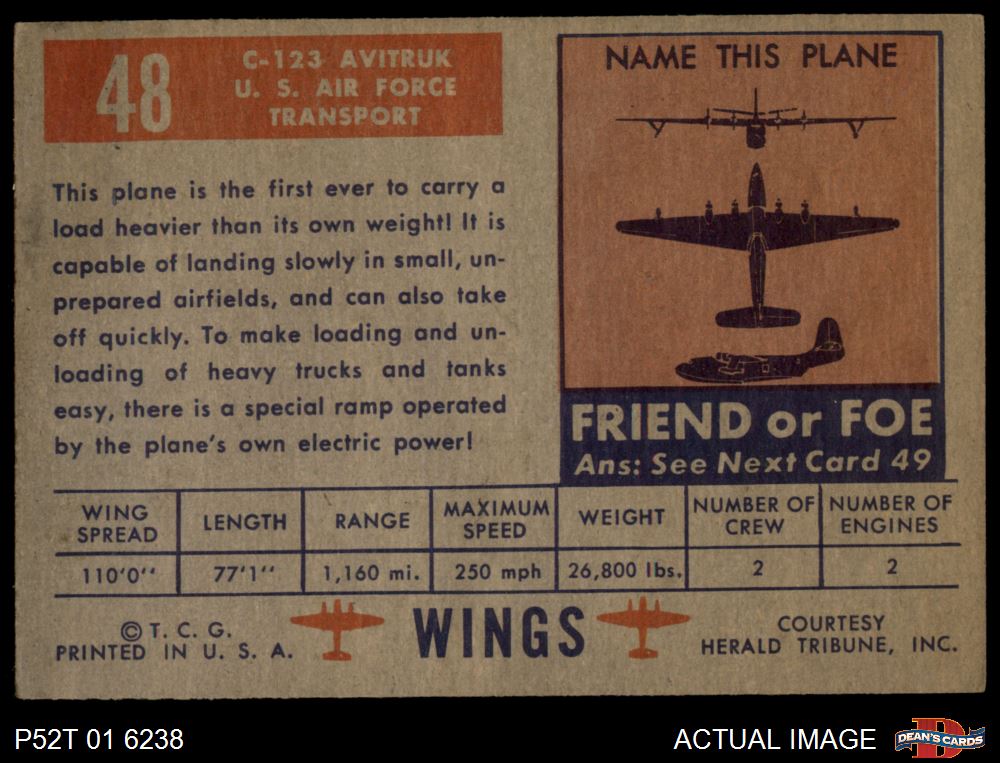 48
C-123 AVITRUK
U. S. AIR FORCE
TRANSPORT
This plane is the first ever to carry a
load heavier than its own weight! It is
capable of landing slowly in small, un-
prepared airfields, and can also take
off quickly. To make loading and un-
loading of heavy trucks and tanks
easy, there is a special ramp operated
by the plane's own electric power!
NAME THIS PLANE
FRIEND or FOE
Ans: See Next Card 49
WING SPREAD
LENGTH
RANGE
MAXIMUM SPEED
WEIGHT
NUMBER OF CREW
NUMBER OF ENGINES
110'0''
77'1''
1,160 mi.
250 mph
26,800 lbs.
2
2
© T. C. G.
PRINTED IN U. S. A.
WINGS
COURTESY
HERALD TRIBUNE, INC.
P52T 01 6238
ACTUAL IMAGE
D
DEAN'S CARDS